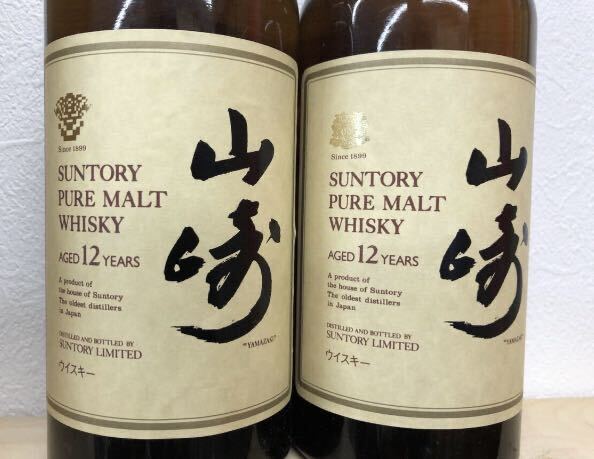 Since 1899
SUNTORY
PURE MALT
WHISKY
AGED 12 YEARS
A product of
the house of Suntory
The oldest distillers
in Japan
DISTILLED AND BOTTLED BY
SUNTORY LIMITED
ウイスキー
山崎
"YAMAZAKI"
Since 1899
SUNTORY
PURE MALT
WHISKY
AGED 12 YEARS
A product of
the house of Suntory
The oldest distillers
in Japan
DISTILLED AND BOTTLED BY
SUNTORY LIMITED
ウイスキー
山崎
"YAMAZAKI"